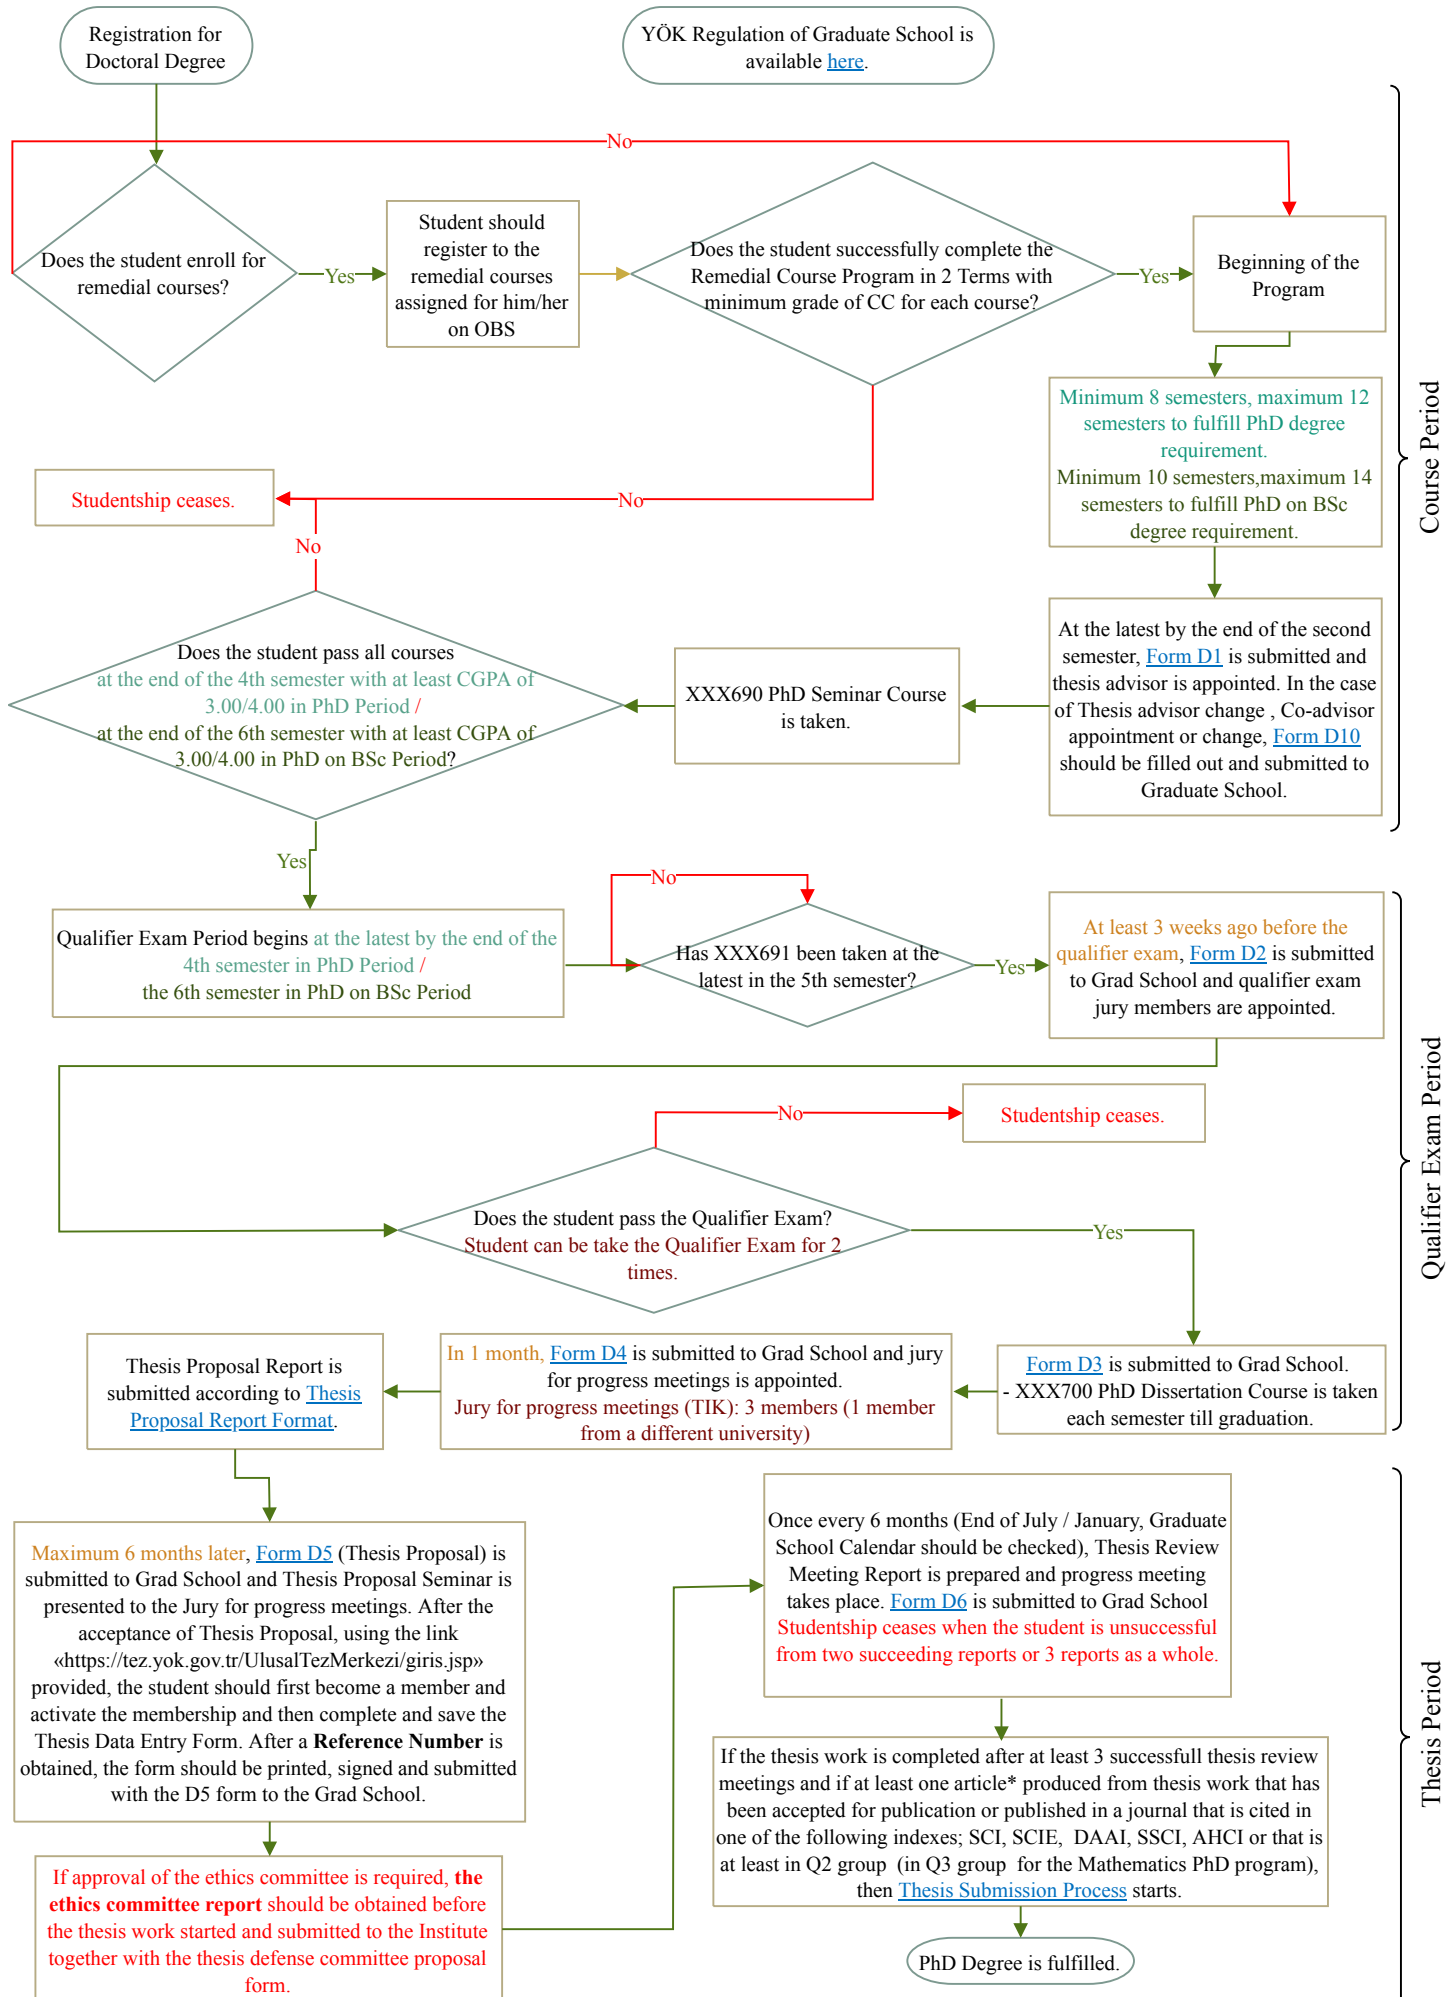 Registration for
Doctoral Degree
YÖK Regulation of Graduate School is
available here.
No
Does the student enroll for
remedial courses?
Yes
Student should
register to the
remedial courses
assigned for him/her
on OBS
Does the student successfully complete the
Remedial Course Program in 2 Terms with
minimum grade of CC for each course?
Yes
Beginning of the
Program
Course Period
Minimum 8 semesters, maximum 12
semesters to fulfill PhD degree
requirement.
Minimum 10 semesters,maximum 14
semesters to fulfill PhD on BSc
degree requirement.
Studentship ceases.
No
No
At the latest by the end of the second
semester, Form D1 is submitted and
thesis advisor is appointed. In the case
of Thesis advisor change , Co-advisor
appointment or change, Form D10
should be filled out and submitted to
Graduate School.
XXX690 PhD Seminar Course
is taken.
Does the student pass all courses
at the end of the 4th semester with at least CGPA of
3.00/4.00 in PhD Period /
at the end of the 6th semester with at least CGPA of
3.00/4.00 in PhD on BSc Period?
Yes
Qualifier Exam Period begins at the latest by the end of the
4th semester in PhD Period /
the 6th semester in PhD on BSc Period
No
Has XXX691 been taken at the
latest in the 5th semester?
Yes
At least 3 weeks ago before the
qualifier exam, Form D2 is submitted
to Grad School and qualifier exam
jury members are appointed.
Qualifier Exam Period
No
Studentship ceases.
Does the student pass the Qualifier Exam?
Student can be take the Qualifier Exam for 2
times.
Yes
Form D3 is submitted to Grad School.
- XXX700 PhD Dissertation Course is taken
each semester till graduation.
In 1 month, Form D4 is submitted to Grad School and jury
for progress meetings is appointed.
Jury for progress meetings (TIK): 3 members (1 member
from a different university)
Thesis Proposal Report is
submitted according to Thesis
Proposal Report Format.
Maximum 6 months later, Form D5 (Thesis Proposal) is
submitted to Grad School and Thesis Proposal Seminar is
presented to the Jury for progress meetings. After the
acceptance of Thesis Proposal, using the link
«https://tez.yok.gov.tr/UlusalTezMerkezi/giris.jsp»
provided, the student should first become a member and
activate the membership and then complete and save the
Thesis Data Entry Form. After a Reference Number is
obtained, the form should be printed, signed and submitted
with the D5 form to the Grad School.
If approval of the ethics committee is required, the
ethics committee report should be obtained before
the thesis work started and submitted to the Institute
together with the thesis defense committee proposal
form.
Once every 6 months (End of July / January, Graduate
School Calendar should be checked), Thesis Review
Meeting Report is prepared and progress meeting
takes place. Form D6 is submitted to Grad School
Studentship ceases when the student is unsuccessful
from two succeeding reports or 3 reports as a whole.
Thesis Period
If the thesis work is completed after at least 3 successfull thesis review
meetings and if at least one article* produced from thesis work that has
been accepted for publication or published in a journal that is cited in
one of the following indexes; SCI, SCIE, DAAI, SSCI, AHCI or that is
at least in Q2 group (in Q3 group for the Mathematics PhD program),
then Thesis Submission Process starts.
PhD Degree is fulfilled.